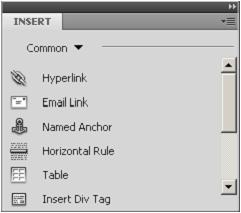 INSERT
Common
Hyperlink
Email Link
Named Anchor
Horizontal Rule
Table
Insert Div Tag